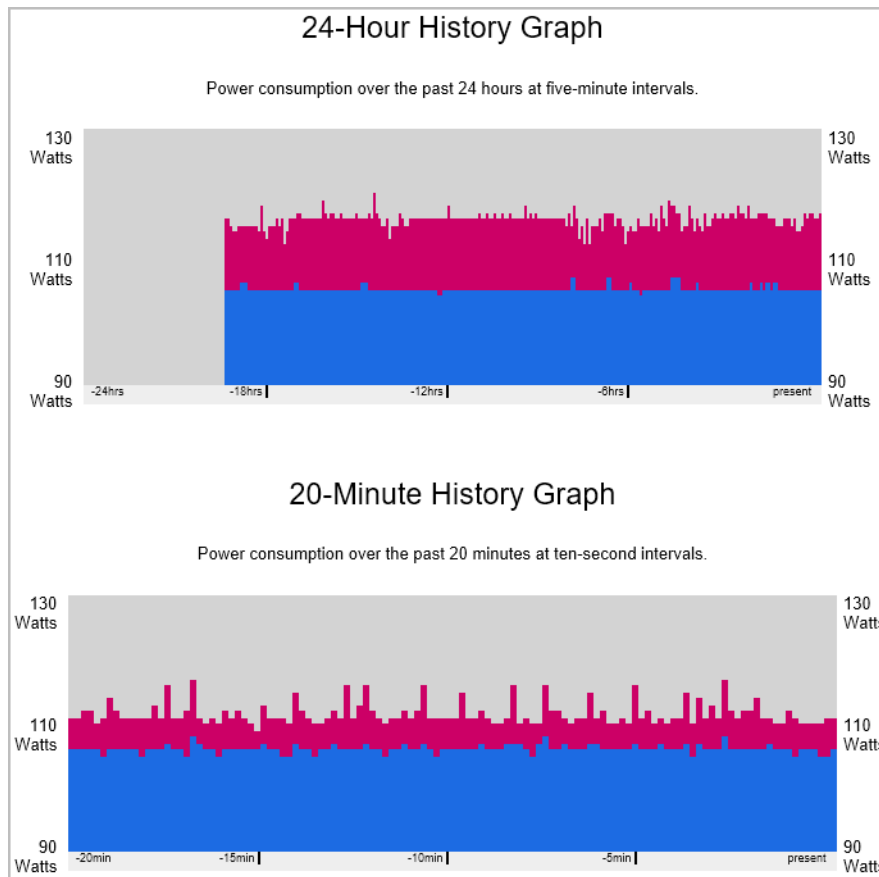 24-Hour History Graph
Power consumption over the past 24 hours at five-minute intervals.
130
Watts
130
Watts
110
Watts
110
Watts
90
Watts
90
Watts
-24hrs
-18hrs
-12hrs
-6hrs
present
20-Minute History Graph
Power consumption over the past 20 minutes at ten-second intervals.
130
Watts
130
Watts
110
Watts
110
Watts
90
Watts
90
Watts
-20min
-15min
-10min
-5min
present